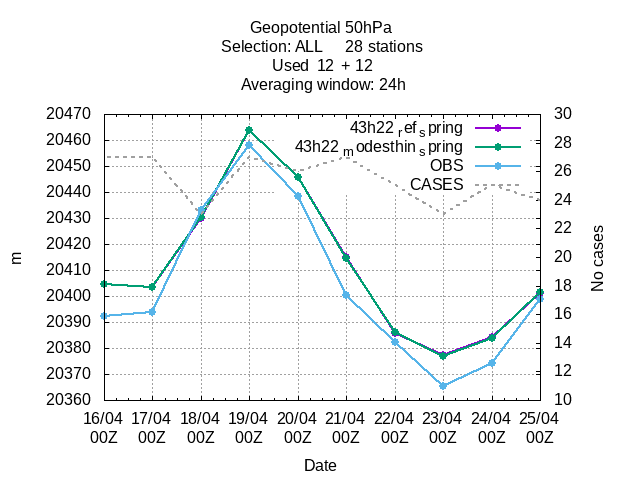 Geopotential 50hPa
Selection: ALL 28 stations
Used 12 + 12
Averaging window: 24h
20470
20460
20450
20440
20430
20420
20410
20400
20390
20380
20370
20360
m
43h22 ref spring
43h22 modesthin spring
OBS
CASES
30
28
26
24
22
20
18
16
14
12
10
No cases
16/04 17/04 18/04 19/04 20/04 21/04 22/04 23/04 24/04 25/04
00Z 00Z 00Z 00Z 00Z 00Z 00Z 00Z 00Z 00Z
Date